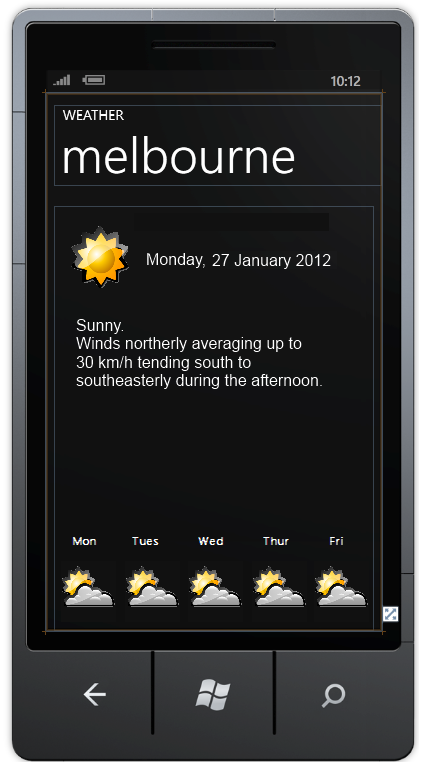 10:12
WEATHER
melbourne
Monday, 27 January 2012
Sunny.
Winds northerly averaging up to
30 km/h tending south to
southeasterly during the afternoon.
Mon Tues Wed Thur Fri